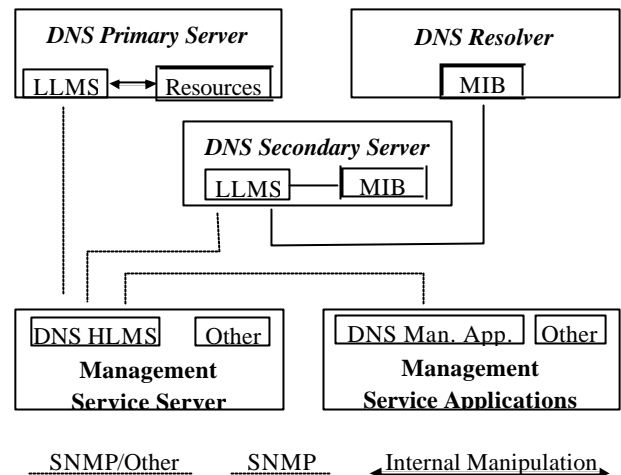 DNS Primary Server
LLMS
Resources
DNS Resolver
MIB
DNS Secondary Server
LLMS
MIB
DNS HLMS
Other
Management
Service Server
DNS Man. App.
Other
Management
Service Applications
SNMP/Other
SNMP
Internal Manipulation